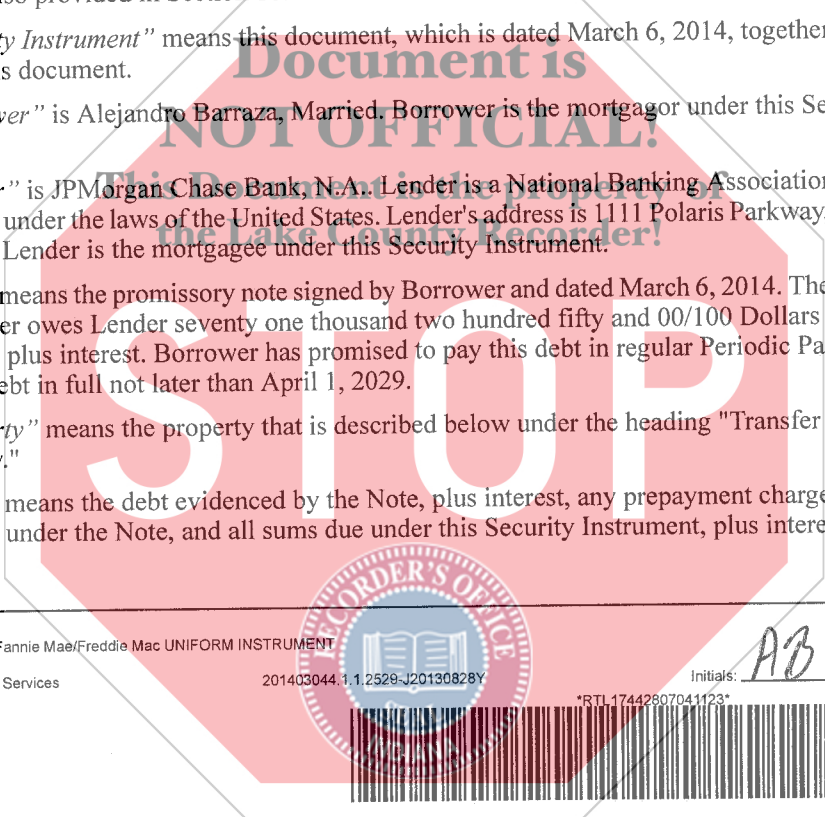 ty Instrument" means this document, which is dated March 6, 2014, together
s document.
Document is
er" is Alejandro Barraza, Married. Borrower is the mortgagor under this Se
NOT OFFICIAL!
" is JPMorgan Chase Bank, N.A.. Lender is a National Banking Association
This Document is the property of
under the laws of the United States. Lender's address is 1111 Polaris Parkway,
the Lake County Recorder!
Lender is the mortgagee under this Security Instrument.
means the promissory note signed by Borrower and dated March 6, 2014. The
er owes Lender seventy one thousand two hundred fifty and 00/100 Dollars
plus interest. Borrower has promised to pay this debt in regular Periodic Pa
ebt in full not later than April 1, 2029.
STOP
rty" means the property that is described below under the heading "Transfer
."
means the debt evidenced by the Note, plus interest, any prepayment charge
under the Note, and all sums due under this Security Instrument, plus intere
RECORDER'S OFFICE
Fannie Mae/Freddie Mac UNIFORM INSTRUMENT
Services
201403044.1.1.2529-J20130828Y
Initials: AB
*RTL17442807041123*
INDIANA